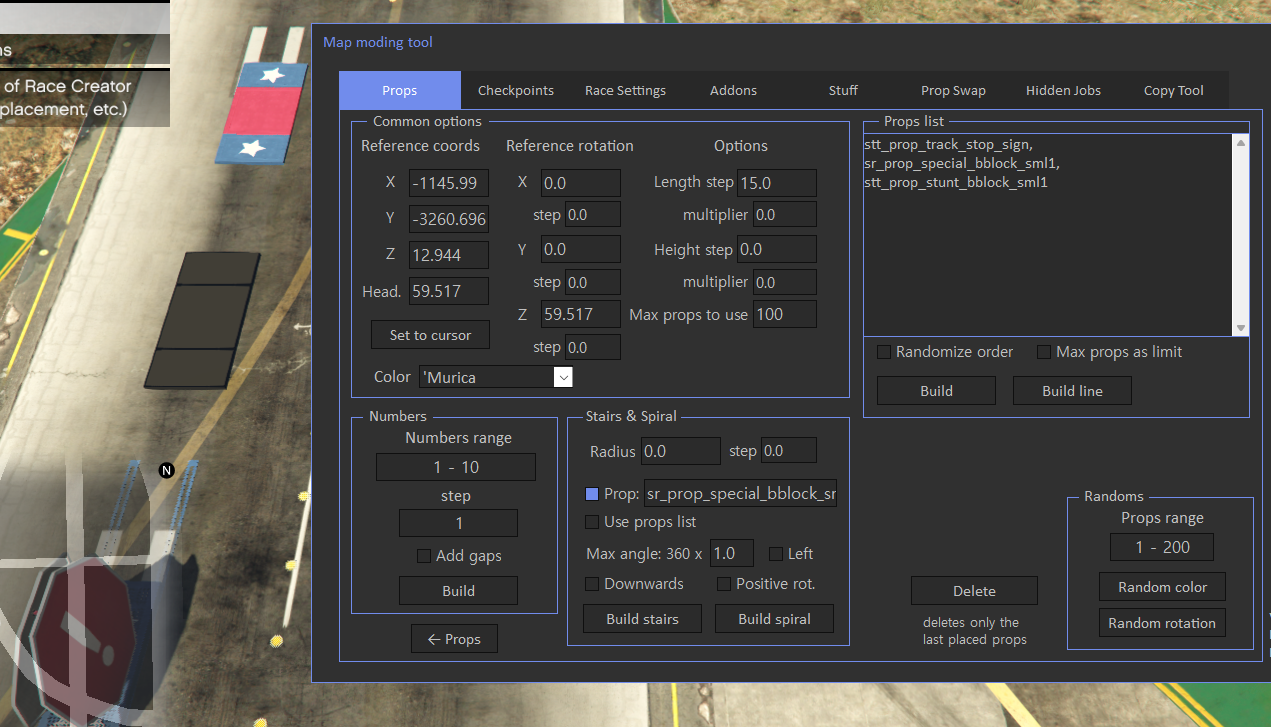 ns
of Race Creator
placement, etc.)
N
Map moding tool
Props
Checkpoints
Race Settings
Addons
Stuff
Prop Swap
Hidden Jobs
Copy Tool
Common options
Reference coords
Reference rotation
Options
X -1145.99
Y -3260.696
Z 12.944
Head. 59.517
Set to cursor
Color 'Murica
X 0.0
step 0.0
Y 0.0
step 0.0
Z 59.517
step 0.0
Length step 15.0
multiplier 0.0
Height step 0.0
multiplier 0.0
Max props to use 100
Props list
stt_prop_track_stop_sign,
sr_prop_special_bblock_sml1,
stt_prop_stunt_bblock_sml1
Randomize order
Max props as limit
Build
Build line
Numbers
Numbers range
1 - 10
step
1
Add gaps
Build
← Props
Stairs & Spiral
Radius 0.0 step 0.0
Prop: sr_prop_special_bblock_sr
Use props list
Max angle: 360 x 1.0 Left
Downwards Positive rot.
Build stairs
Build spiral
Delete
deletes only the
last placed props
Randoms
Props range
1 - 200
Random color
Random rotation